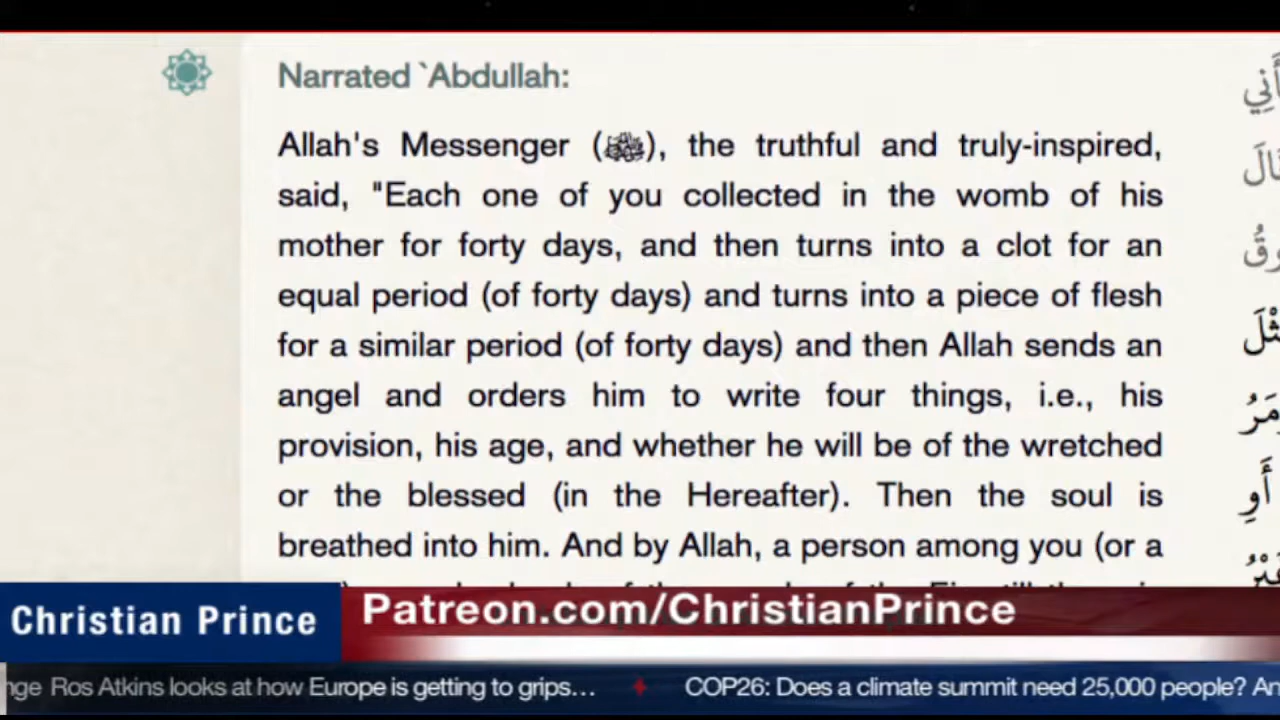 Narrated `Abdullah:
Allah's Messenger (ﷺ), the truthful and truly-inspired,
said, "Each one of you collected in the womb of his
mother for forty days, and then turns into a clot for an
equal period (of forty days) and turns into a piece of flesh
for a similar period (of forty days) and then Allah sends an
angel and orders him to write four things, i.e., his
provision, his age, and whether he will be of the wretched
or the blessed (in the Hereafter). Then the soul is
breathed into him. And by Allah, a person among you (or a
Christian Prince
Patreon.com/ChristianPrince
nge Ros Atkins looks at how Europe is getting to grips... COP26: Does a climate summit need 25,000 people? An